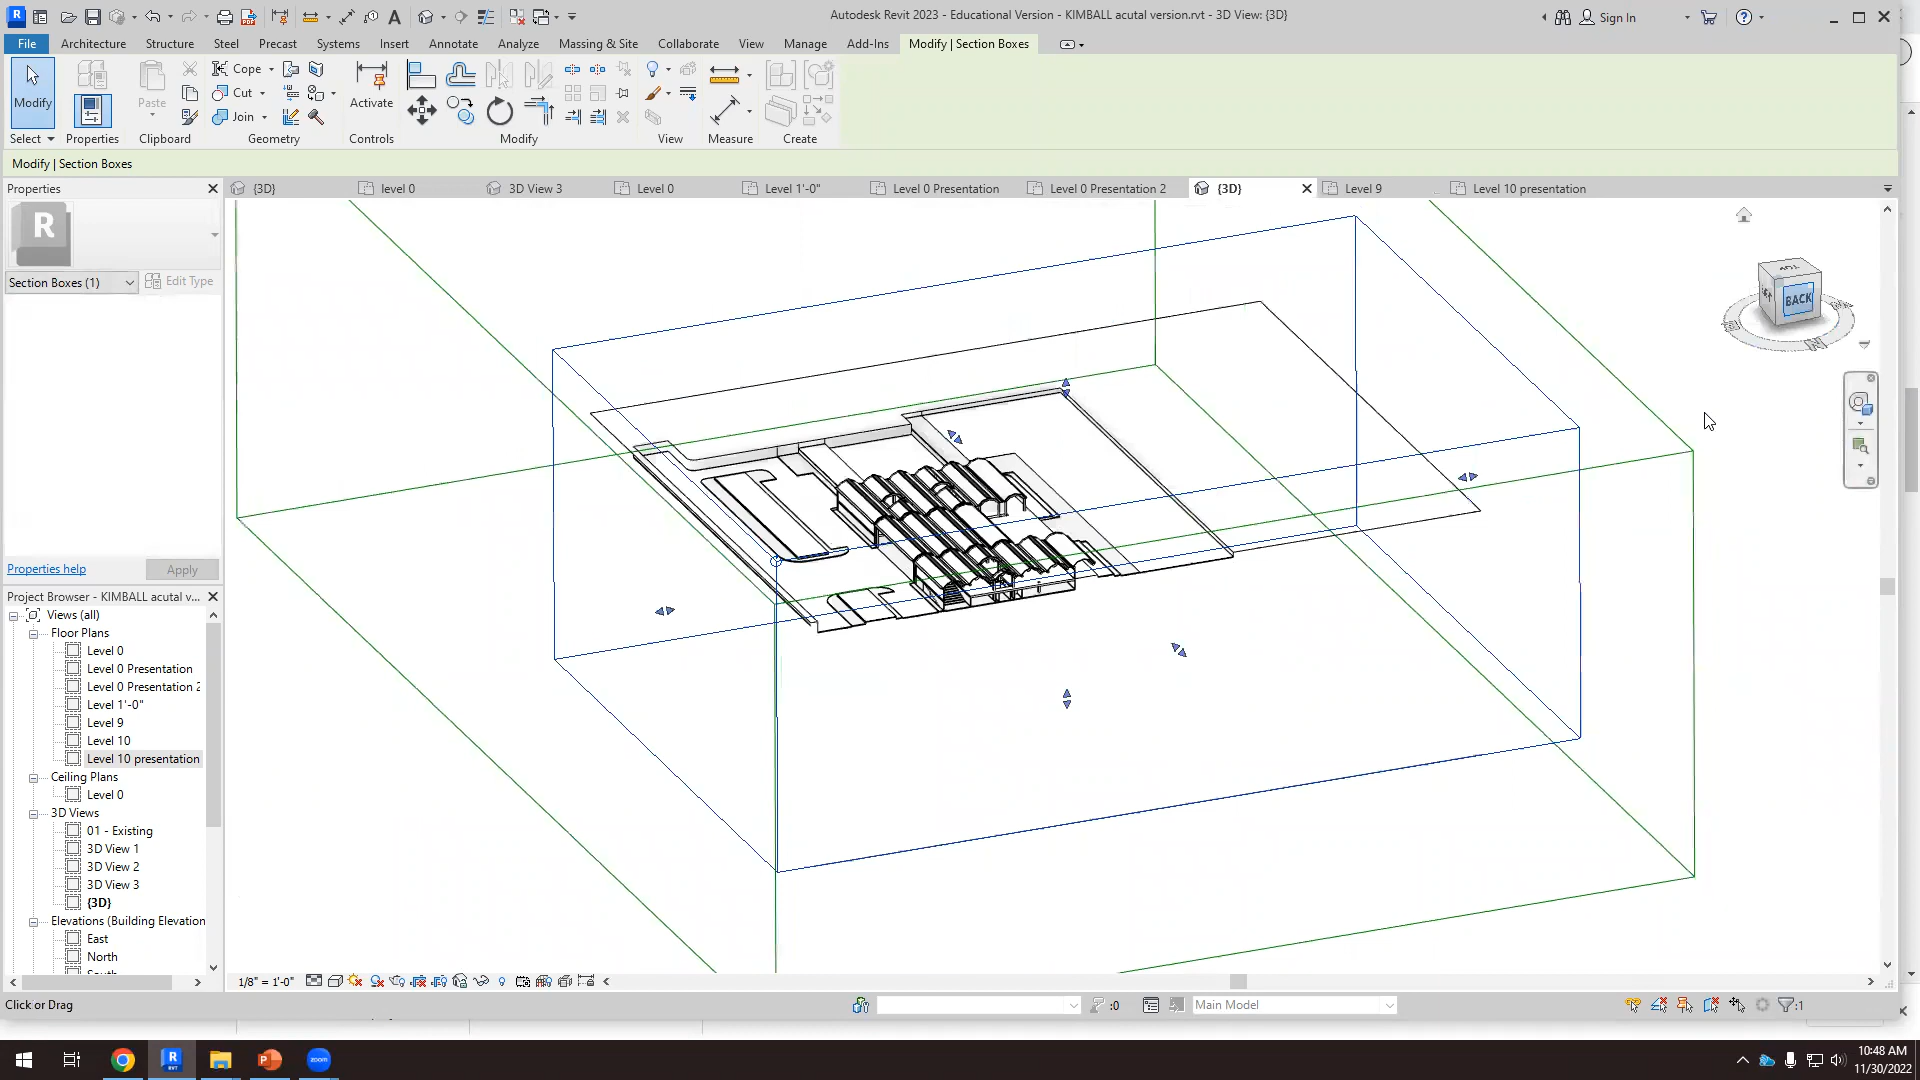 Autodesk Revit 2023 - Educational Version - KIMBALL acutal version.rvt - 3D View: {3D}
Sign In
File Architecture Structure Steel Precast Systems Insert Annotate Analyze Massing & Site Collaborate View Manage Add-Ins Modify | Section Boxes
Modify
Select
Properties
Paste
Clipboard
Cope
Cut
Join
Geometry
Activate
Controls
Modify
View
Measure
Create
Modify | Section Boxes
Properties
{3D} level 0 3D View 3 Level 0 Level 1'-0" Level 0 Presentation Level 0 Presentation 2 {3D} Level 9 Level 10 presentation
R
Section Boxes (1)
Edit Type
BACK
Properties help
Apply
Project Browser - KIMBALL acutal v...
Views (all)
Floor Plans
Level 0
Level 0 Presentation
Level 0 Presentation 2
Level 1'-0"
Level 9
Level 10
Level 10 presentation
Ceiling Plans
Level 0
3D Views
01 - Existing
3D View 1
3D View 2
3D View 3
{3D}
Elevations (Building Elevation
East
North
1/8" = 1'-0"
Click or Drag
:0
Main Model
:1
10:48 AM
11/30/2022